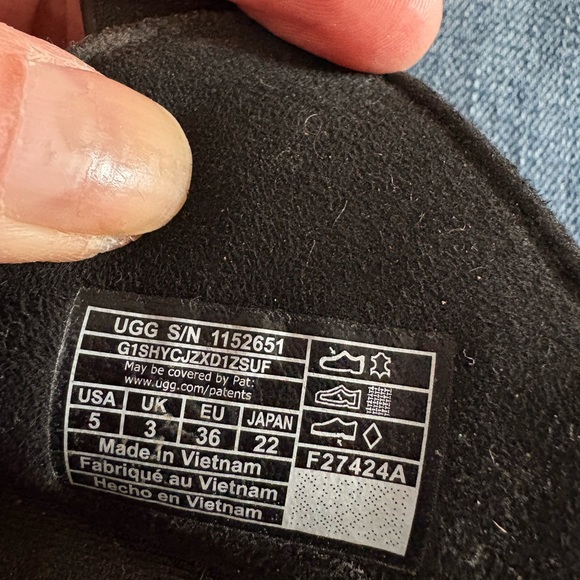 UGG S/N 1152651
G1SHYCJZXD1ZSUF
May be covered by Pat:
www.ugg.com/patents
USA UK EU JAPAN
5 3 36 22
Made in Vietnam
Fabriqué au Vietnam
Hecho en Vietnam
F27424A